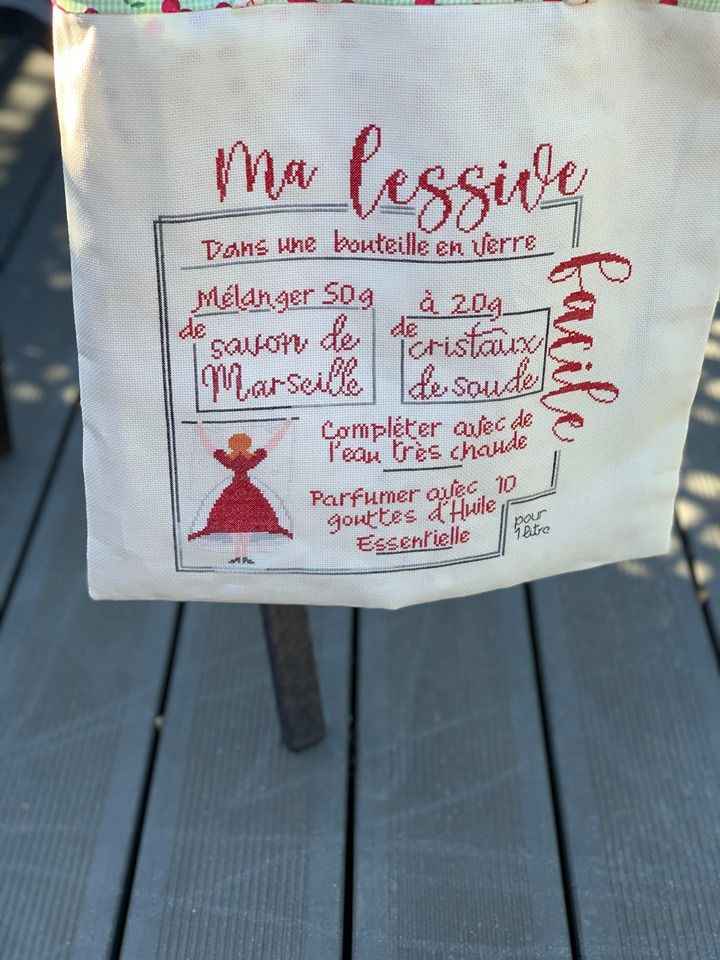 Ma lessive
facile
Dans une bouteille en verre
Mélanger 50g
de savon de
Marseille
à 20g
de cristaux
de soude
Compléter avec de
l'eau très chaude
Parfumer avec 10
gouttes d'Huile
Essentielle
pour
1 litre